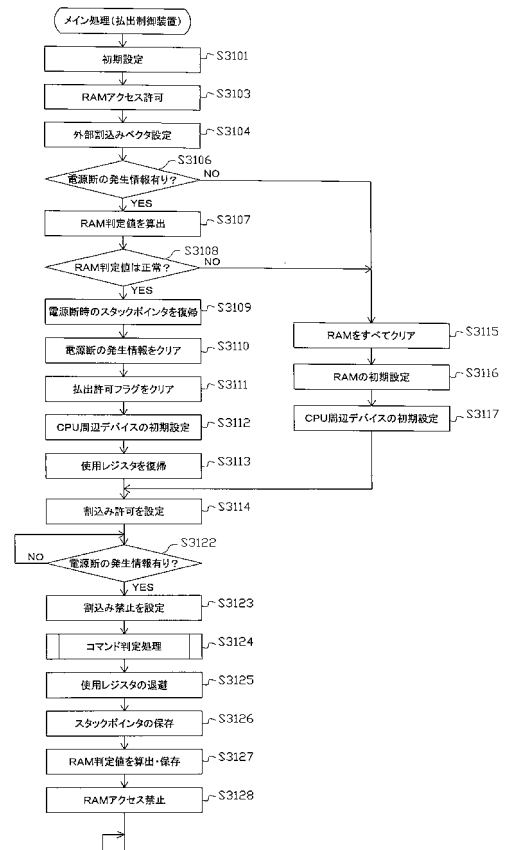 メイン処理(払出制御装置)
初期設定
S3101
RAMアクセス許可
S3103
外部割込みベクタ設定
S3104
S3106
電源断の発生情報有り?
NO
YES
RAM判定値を算出
S3107
S3108
RAM判定値は正常?
NO
YES
電源断時のスタックポインタを復帰
S3109
電源断の発生情報をクリア
S3110
払出許可フラグをクリア
S3111
CPU周辺デバイスの初期設定
S3112
使用レジスタを復帰
S3113
RAMをすべてクリア
S3115
RAMの初期設定
S3116
CPU周辺デバイスの初期設定
S3117
割込み許可を設定
S3114
S3122
電源断の発生情報有り?
NO
YES
割込み禁止を設定
S3123
コマンド判定処理
S3124
使用レジスタの退避
S3125
スタックポインタの保存
S3126
RAM判定値を算出・保存
S3127
RAMアクセス禁止
S3128